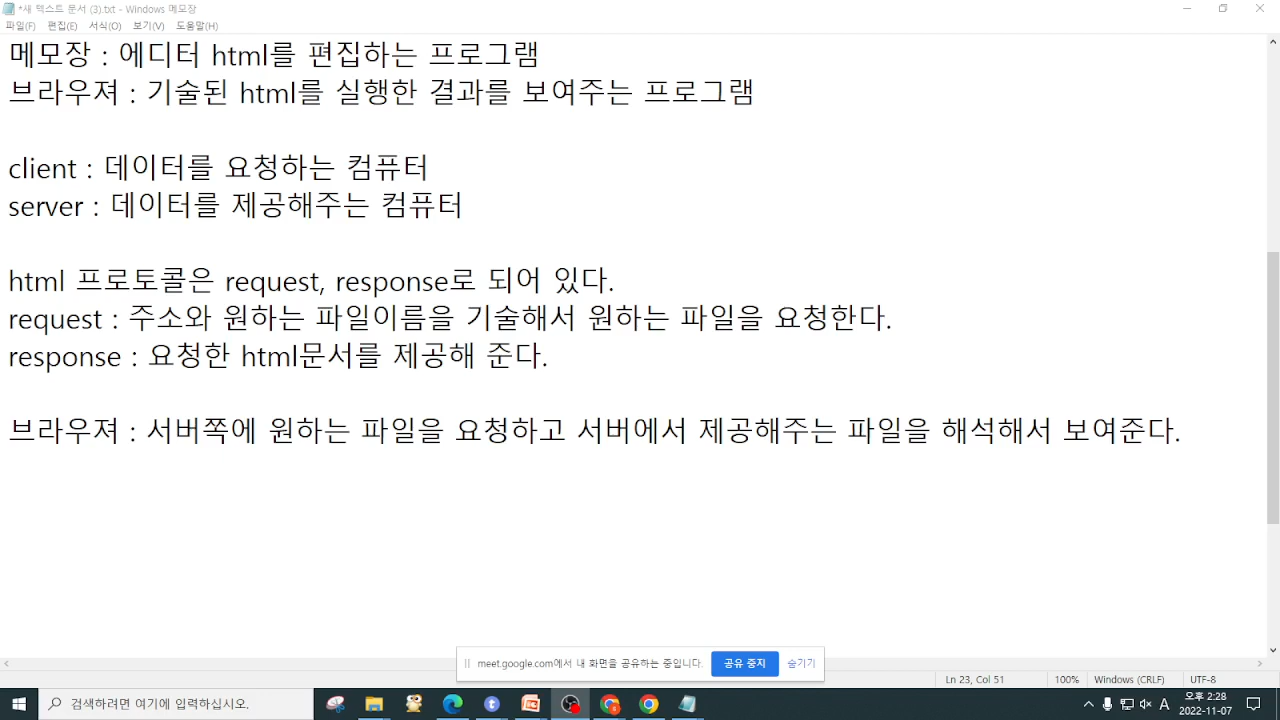 *새 텍스트 문서 (3).txt - Windows 메모장
파일(F) 편집(E) 서식(O) 보기(V) 도움말(H)
메모장 : 에디터 html를 편집하는 프로그램
브라우져 : 기술된 html를 실행한 결과를 보여주는 프로그램
client : 데이터를 요청하는 컴퓨터
server : 데이터를 제공해주는 컴퓨터
html 프로토콜은 request, response로 되어 있다.
request : 주소와 원하는 파일이름을 기술해서 원하는 파일을 요청한다.
response : 요청한 html문서를 제공해 준다.
브라우져 : 서버쪽에 원하는 파일을 요청하고 서버에서 제공해주는 파일을 해석해서 보여준다.
meet.google.com에서 내 화면을 공유하는 중입니다. 공유 중지 숨기기
Ln 23, Col 51 100% Windows (CRLF) UTF-8
검색하려면 여기에 입력하십시오.
A 오후 2:28
2022-11-07